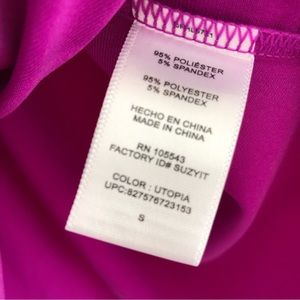 95% POLIÉSTER
5% SPANDEX
95% POLYESTER
5% SPANDEX
HECHO EN CHINA
MADE IN CHINA
RN 105543
FACTORY ID# SUZYIT
COLOR : UTOPIA
UPC:827576723153
S